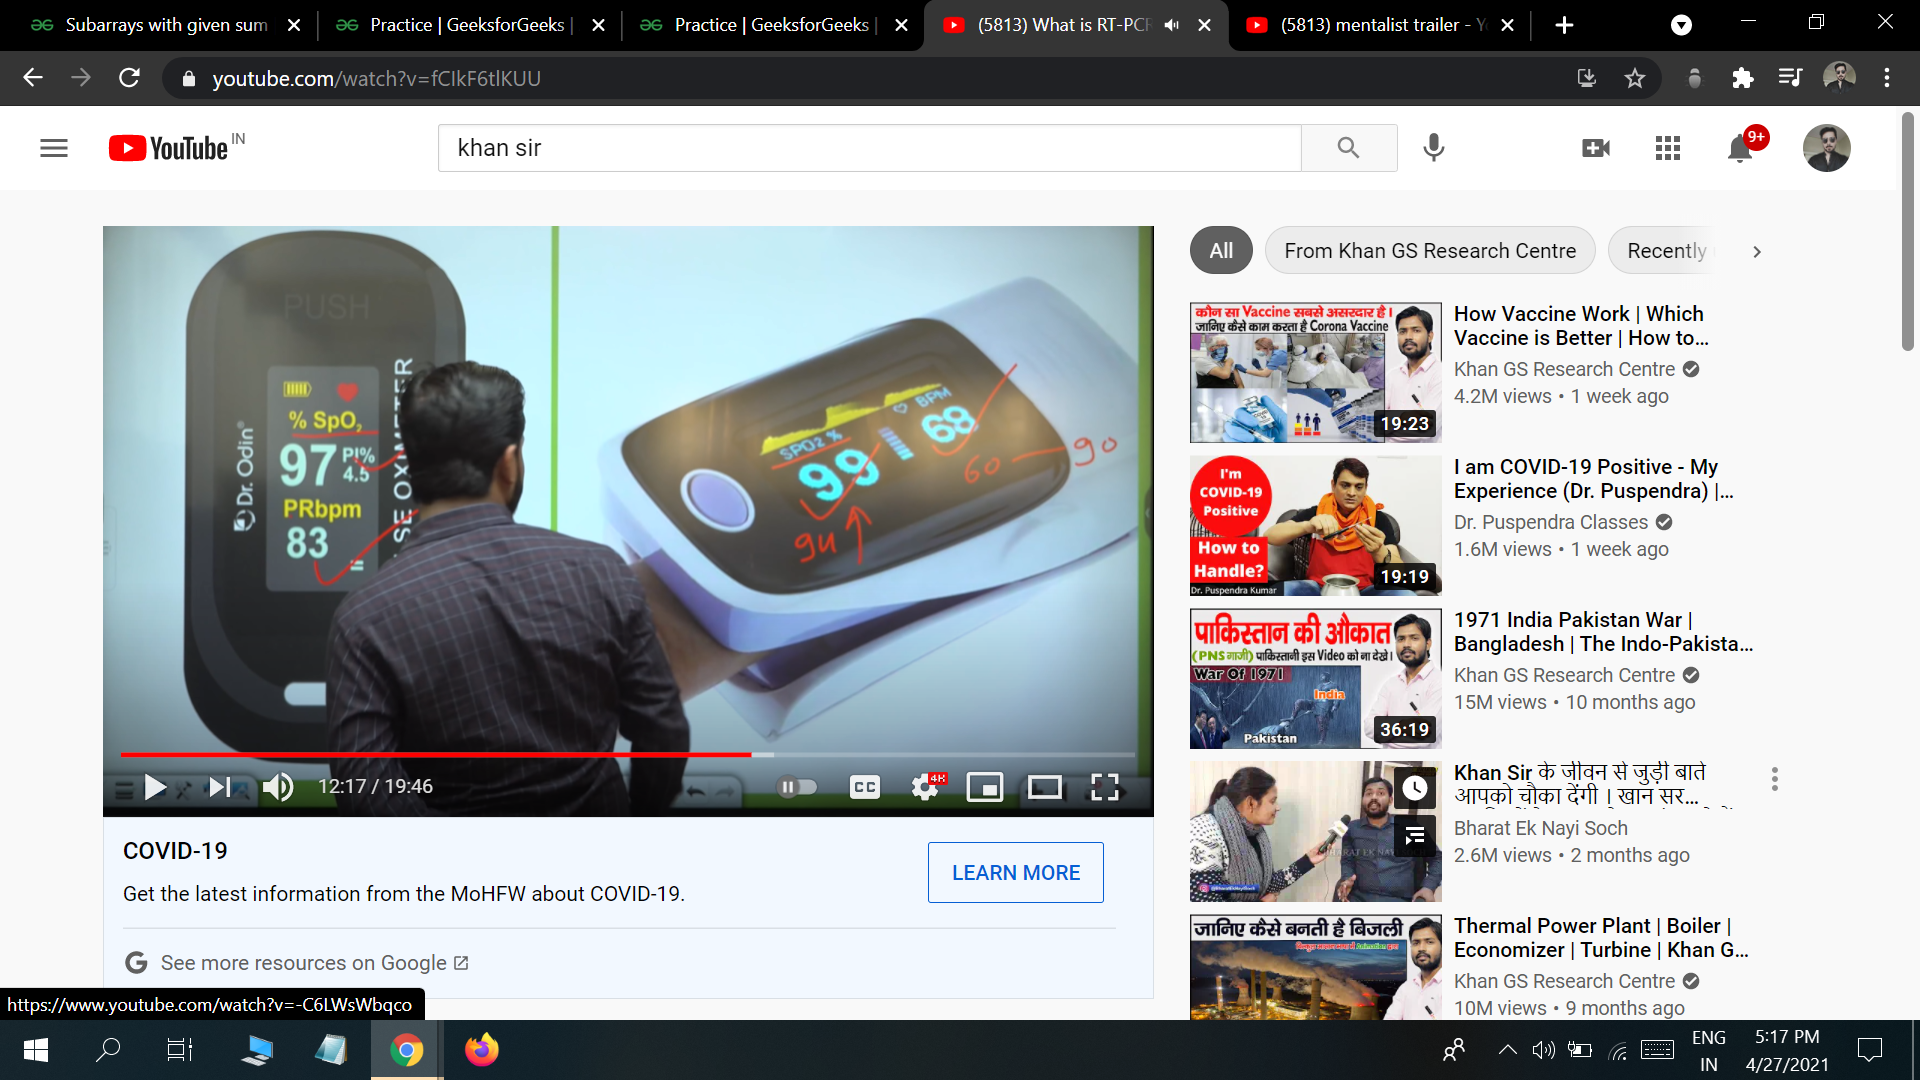 Subarrays with given sum
Practice | GeeksforGeeks |
Practice | GeeksforGeeks |
(5813) What is RT-PCR
(5813) mentalist trailer - Y
youtube.com/watch?v=fCIkF6tlKUU
YouTube IN
khan sir
9+
PUSH
% SpO₂
97 PI% 4.5
PRbpm
83
Dr. Odin
SE OXIMETER
SPO2 %
99
BPM
68
60 — 90
94
12:17 / 19:46
CC
4K
COVID-19
Get the latest information from the MoHFW about COVID-19.
LEARN MORE
See more resources on Google
https://www.youtube.com/watch?v=-C6LWsWbqco
All
From Khan GS Research Centre
Recently
कौन सा Vaccine सबसे असरदार है।
जानिए कैसे काम करता है Corona Vaccine
19:23
How Vaccine Work | Which
Vaccine is Better | How to...
Khan GS Research Centre
4.2M views • 1 week ago
I'm
COVID-19
Positive
How to
Handle?
Dr. Puspendra Kumar
19:19
I am COVID-19 Positive - My
Experience (Dr. Puspendra) |...
Dr. Puspendra Classes
1.6M views • 1 week ago
पाकिस्तान की औकात
(PNS गाजी) पाकिस्तानी इस Video को ना देखे।
War Of 1971
India
Pakistan
36:19
1971 India Pakistan War |
Bangladesh | The Indo-Pakista...
Khan GS Research Centre
15M views • 10 months ago
BHARAT EK NAYI
@BharatEkNayiSoch
Khan Sir के जीवन से जुड़ी बाते
आपको चौका देंगी । खान सर...
Bharat Ek Nayi Soch
2.6M views • 2 months ago
जानिए कैसे बनती है बिजली
Thermal Power Plant | Boiler |
Economizer | Turbine | Khan G...
Khan GS Research Centre
10M views • 9 months ago
ENG
IN
5:17 PM
4/27/2021